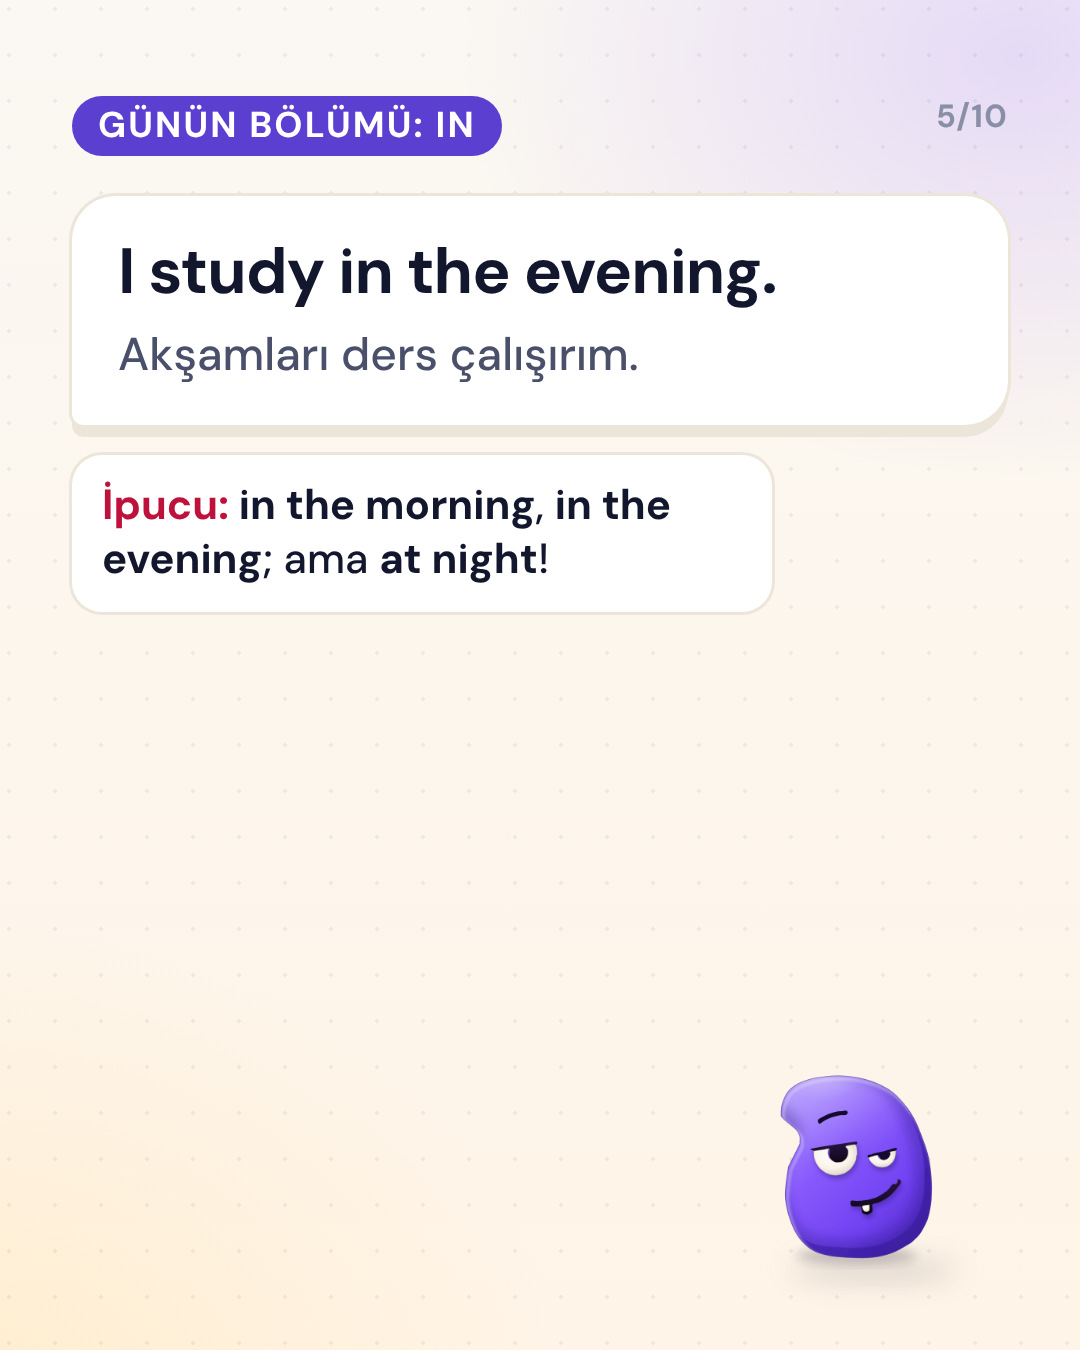 GÜNÜN BÖLÜMÜ: IN
5/10
I study in the evening.
Akşamları ders çalışırım.
İpucu: in the morning, in the
evening; ama at night!